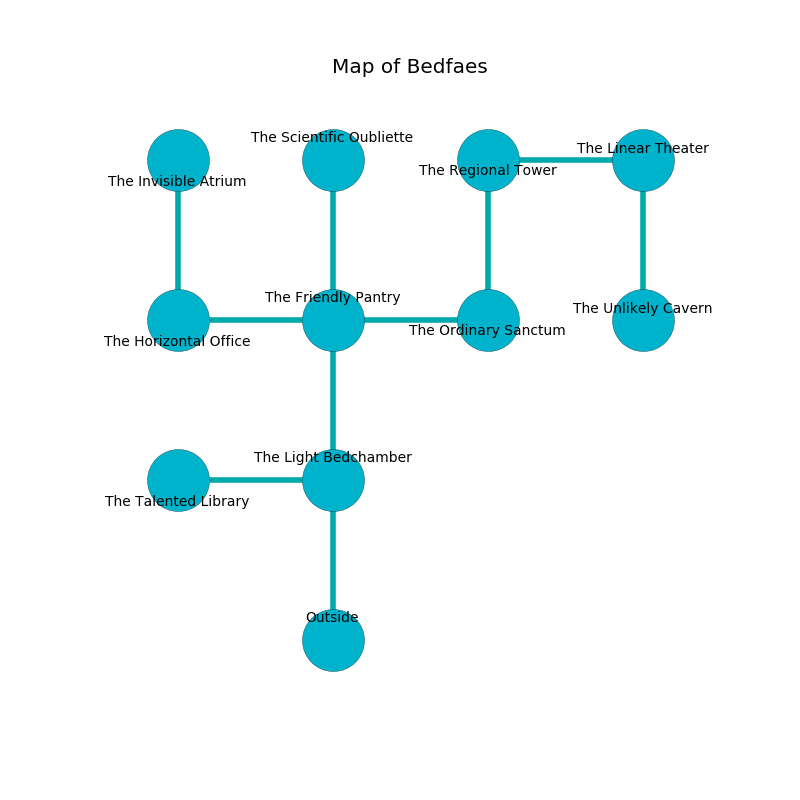 Map of Bedfaes
The Scientific Oubliette
The Linear Theater
The Regional Tower
The Invisible Atrium
The Friendly Pantry
The Unlikely Cavern
The Ordinary Sanctum
The Horizontal Office
The Light Bedchamber
The Talented Library
Outside